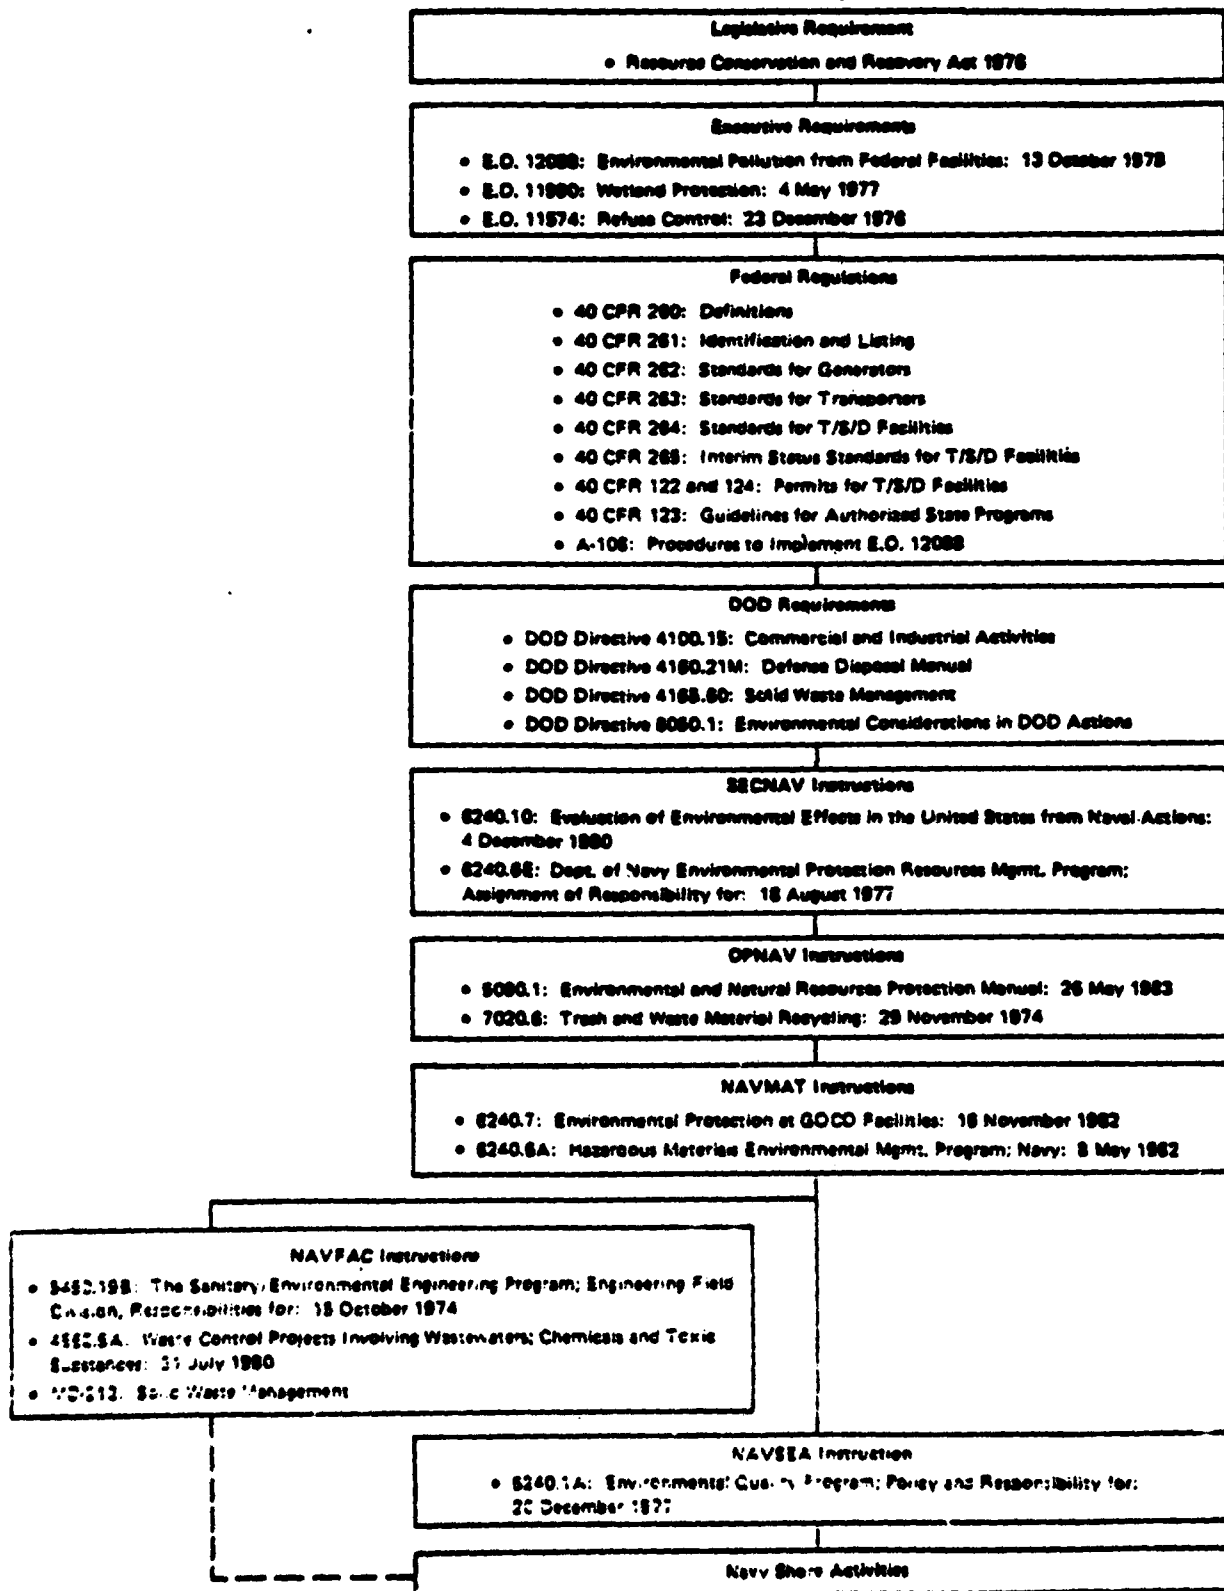 Legislative Requirement
• Resource Conservation and Recovery Act 1976
Executive Requirements
• E.O. 12088: Environmental Pollution from Federal Facilities: 13 October 1978
• E.O. 11990: Wetland Protection: 4 May 1977
• E.O. 11574: Refuse Control: 23 December 1976
Federal Regulations
• 40 CFR 260: Definitions
• 40 CFR 261: Identification and Listing
• 40 CFR 262: Standards for Generators
• 40 CFR 263: Standards for Transporters
• 40 CFR 264: Standards for T/S/D Facilities
• 40 CFR 265: Interim Status Standards for T/S/D Facilities
• 40 CFR 122 and 124: Permits for T/S/D Facilities
• 40 CFR 123: Guidelines for Authorized State Programs
• A-106: Procedures to Implement E.O. 12088
DOD Requirements
• DOD Directive 4100.15: Commercial and Industrial Activities
• DOD Directive 4160.21M: Defense Disposal Manual
• DOD Directive 4165.60: Solid Waste Management
• DOD Directive 6050.1: Environmental Considerations in DOD Actions
SECNAV Instructions
• 6240.10: Evaluation of Environmental Effects in the United States from Naval Actions:
4 December 1980
• 6240.6E: Dept. of Navy Environmental Protection Resources Mgmt. Program;
Assignment of Responsibility for: 18 August 1977
OPNAV Instructions
• 5090.1: Environmental and Natural Resources Protection Manual: 26 May 1983
• 7020.6: Trash and Waste Material Recycling: 29 November 1974
NAVMAT Instructions
• 6240.7: Environmental Protection at GOCO Facilities: 16 November 1982
• Hazardous Materials Environmental Mgmt. Program; Navy: 8 May 1982
NAVFAC Instructions
• The Sanitary/Environmental Engineering Program; Engineering Field
Division, Responsibilities for: 15 October 1974
• Waste Control Projects Involving Wastewaters; Chemicals and Toxic
Substances: 31 July 1980
• Solid Waste Management
NAVSEA Instruction
• 6240.1A: Environmental Quality Program; Policy and Responsibility for:
December 1977
Navy Shore Activities